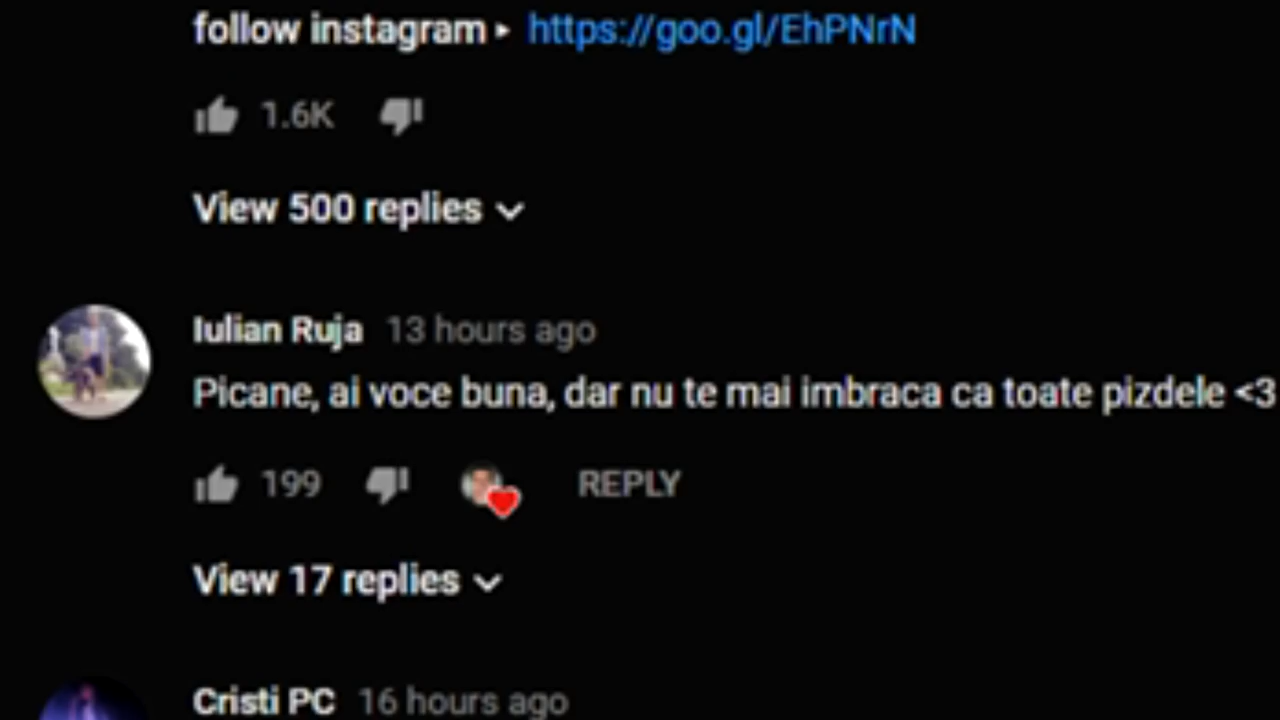 follow instagram ▸ https://goo.gl/EhPNrN
1.6K
View 500 replies
Iulian Ruja 13 hours ago
Picane, ai voce buna, dar nu te mai imbraca ca toate pizdele <3
199 REPLY
View 17 replies
Cristi PC 16 hours ago